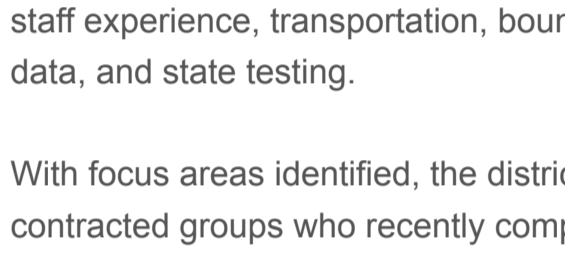 staff experience, transportation,
data, and state testing.
With focus areas identified, the
contracted groups who recently